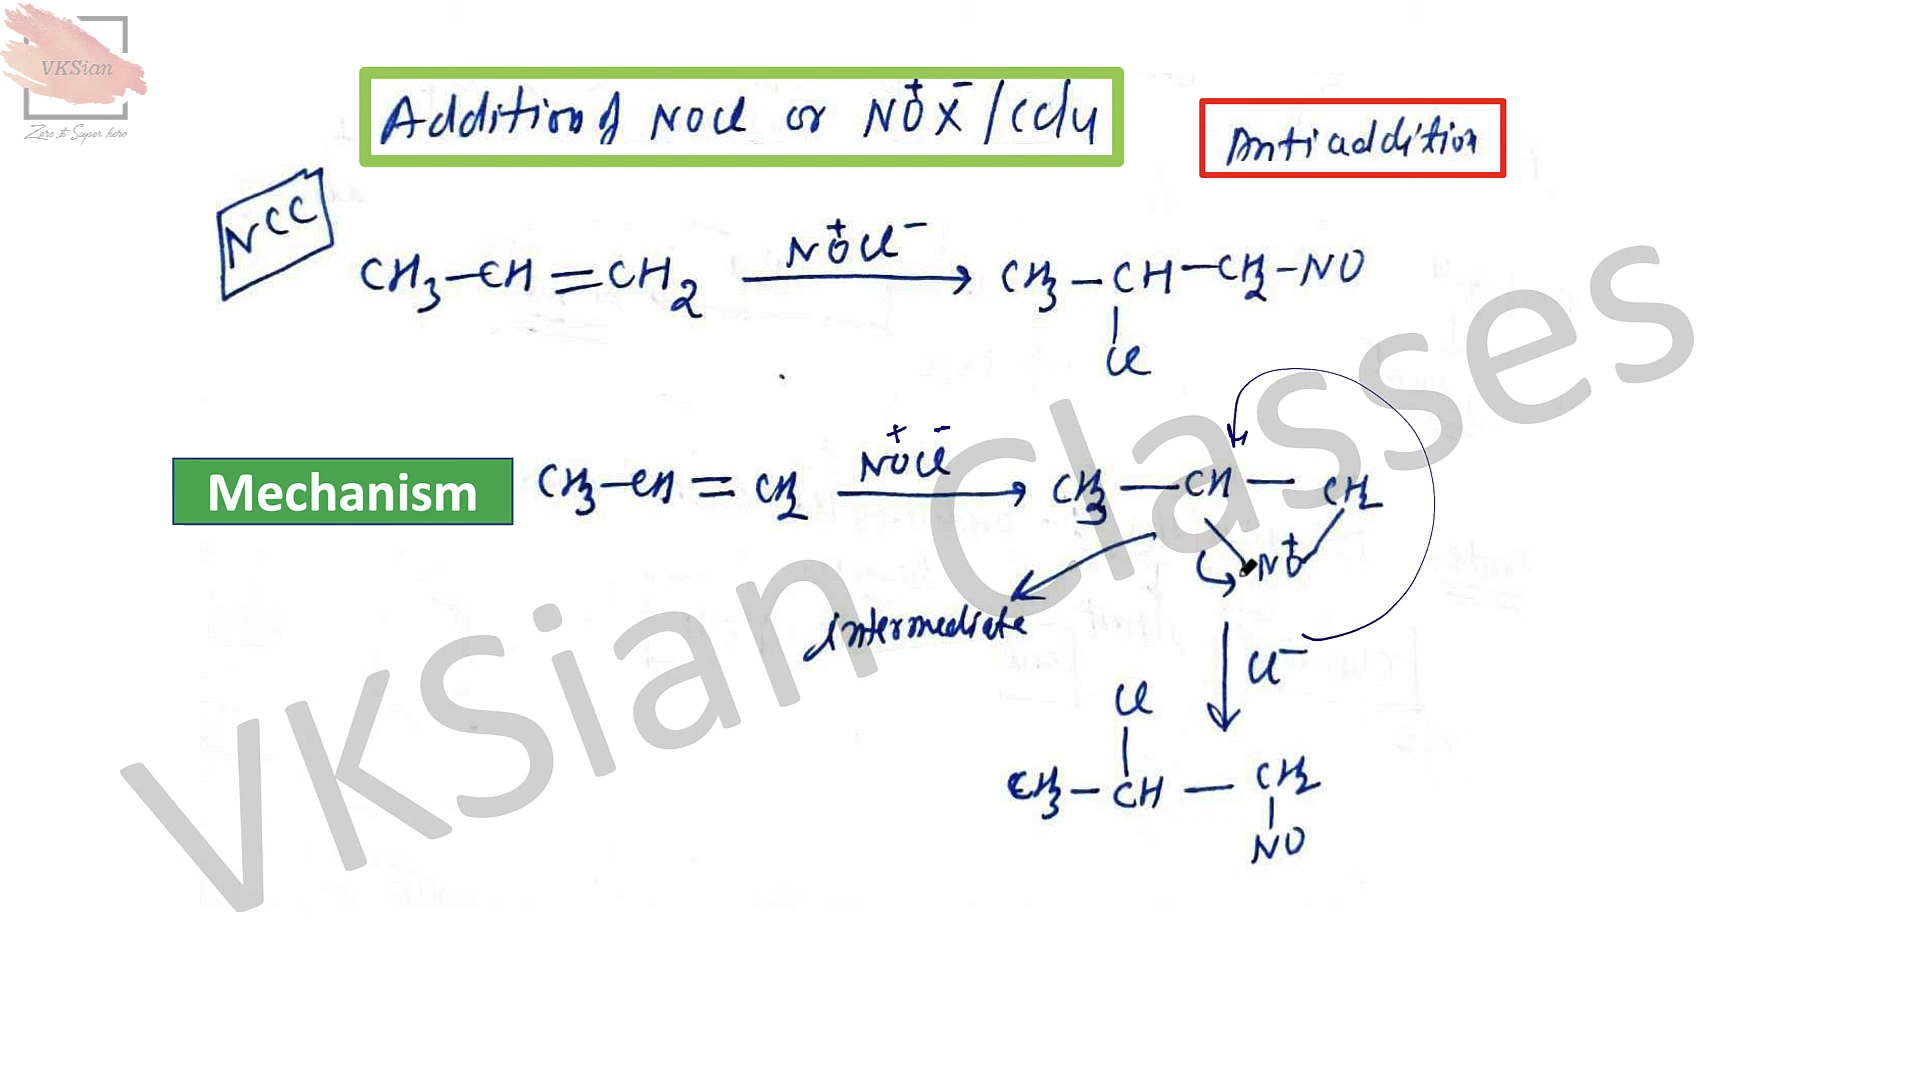 VKSian
Zero to Super hero
Addition of NOCl or NO⁺X⁻/CCl4
Anti addition
NCC
CH3–CH=CH2 NO⁺Cl⁻ → CH3–CH–CH2–NO
Cl
Mechanism
CH3–CH=CH2 NO⁺Cl⁻ → CH3–CH–CH2
NO⁺
intermediate
Cl⁻
Cl
CH3–CH–CH2
NO
VKSian Classes